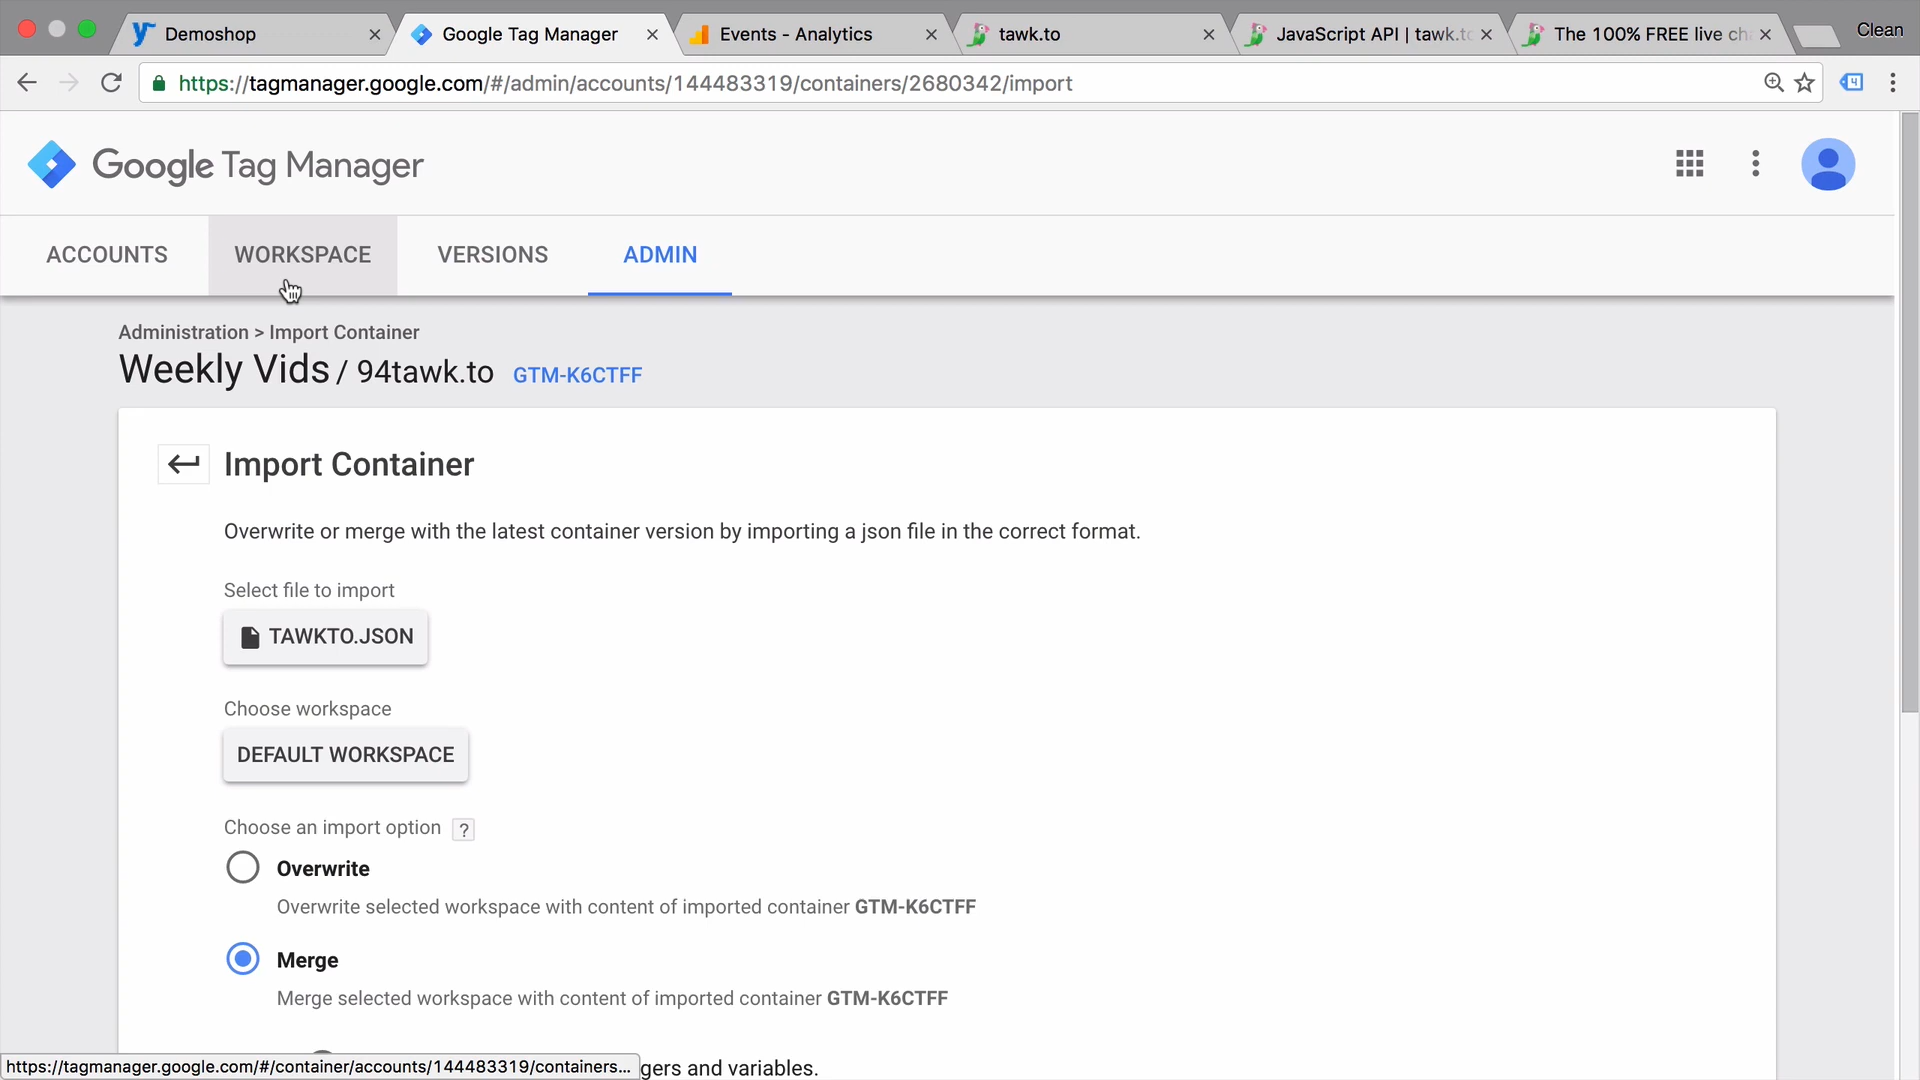 Demoshop
Google Tag Manager
Events - Analytics
tawk.to
JavaScript API | tawk.to
The 100% FREE live ch
Clean
https://tagmanager.google.com/#/admin/accounts/144483319/containers/2680342/import
Google Tag Manager
ACCOUNTS
WORKSPACE
VERSIONS
ADMIN
Administration > Import Container
Weekly Vids / 94tawk.to GTM-K6CTFF
Import Container
Overwrite or merge with the latest container version by importing a json file in the correct format.
Select file to import
TAWKTO.JSON
Choose workspace
DEFAULT WORKSPACE
Choose an import option ?
Overwrite
Overwrite selected workspace with content of imported container GTM-K6CTFF
Merge
Merge selected workspace with content of imported container GTM-K6CTFF
https://tagmanager.google.com/#/container/accounts/144483319/containers...
gers and variables.